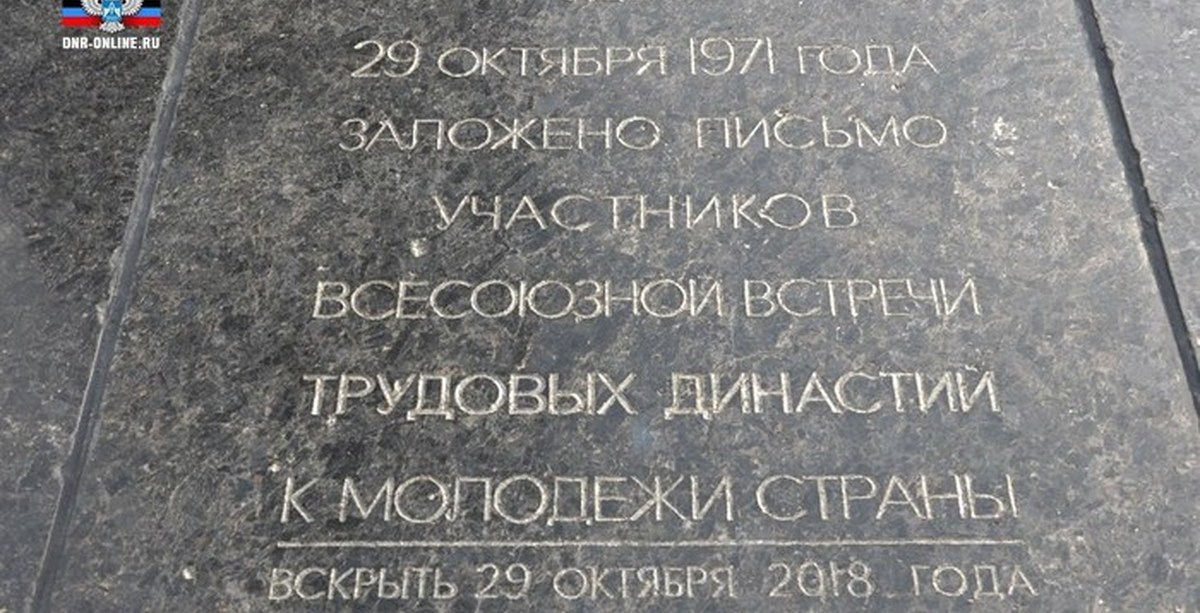 DNR-ONLINE.RU
29 ОКТЯБРЯ 1971 ГОДА
ЗАЛОЖЕНО ПИСЬМО
УЧАСТНИКОВ
ВСЕСОЮЗНОЙ ВСТРЕЧИ
ТРУДОВЫХ ДИНАСТИЙ
К МОЛОДЕЖИ СТРАНЫ
ВСКРЫТЬ 29 ОКТЯБРЯ 2018 ГОДА